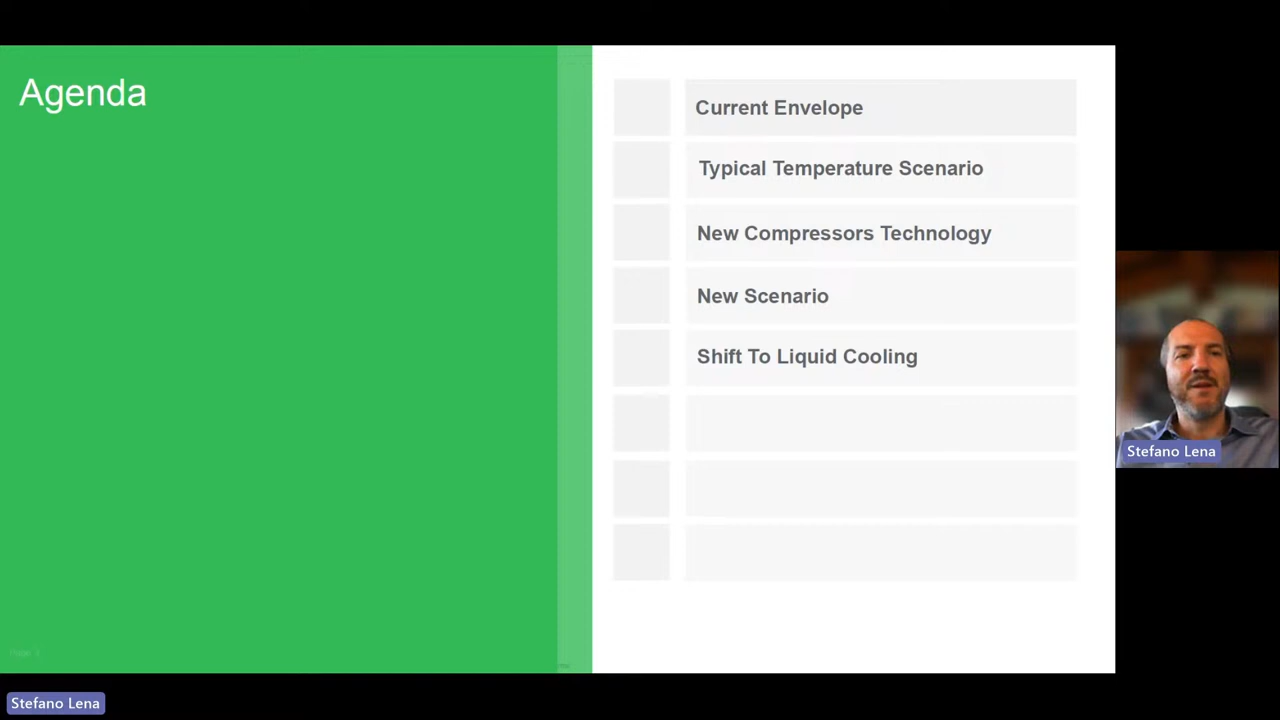 Agenda
Current Envelope
Typical Temperature Scenario
New Compressors Technology
New Scenario
Shift To Liquid Cooling
Stefano Lena
Stefano Lena